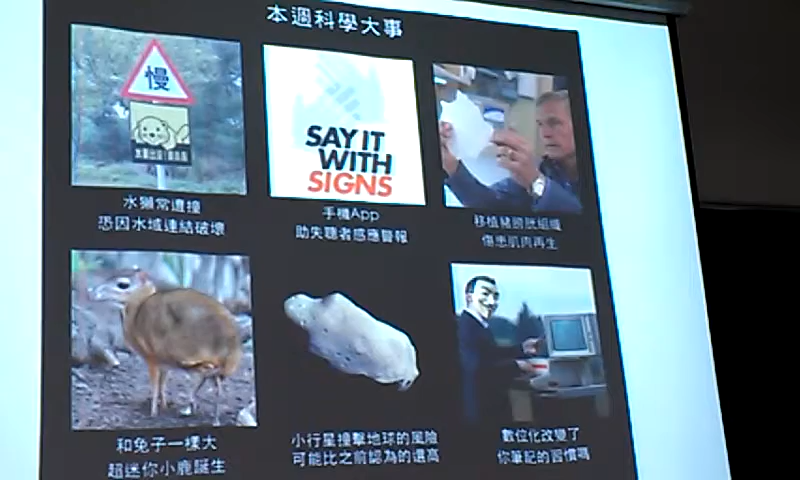 本週科學大事
慢
SAY IT
WITH
SIGNS
水獺常遭撞
恐因水域連結破壞
手機App
助失聰者感應警報
移植豬膀胱組織
傷患肌肉再生
和兔子一樣大
超迷你小鹿誕生
小行星撞擊地球的風險
可能比之前認為的還高
數位化改變了
你筆記的習慣嗎